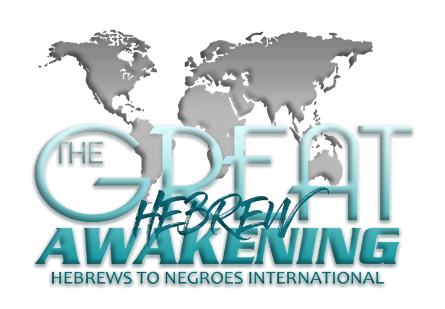 THE GREAT
HEBREW
AWAKENING
HEBREWS TO NEGROES INTERNATIONAL